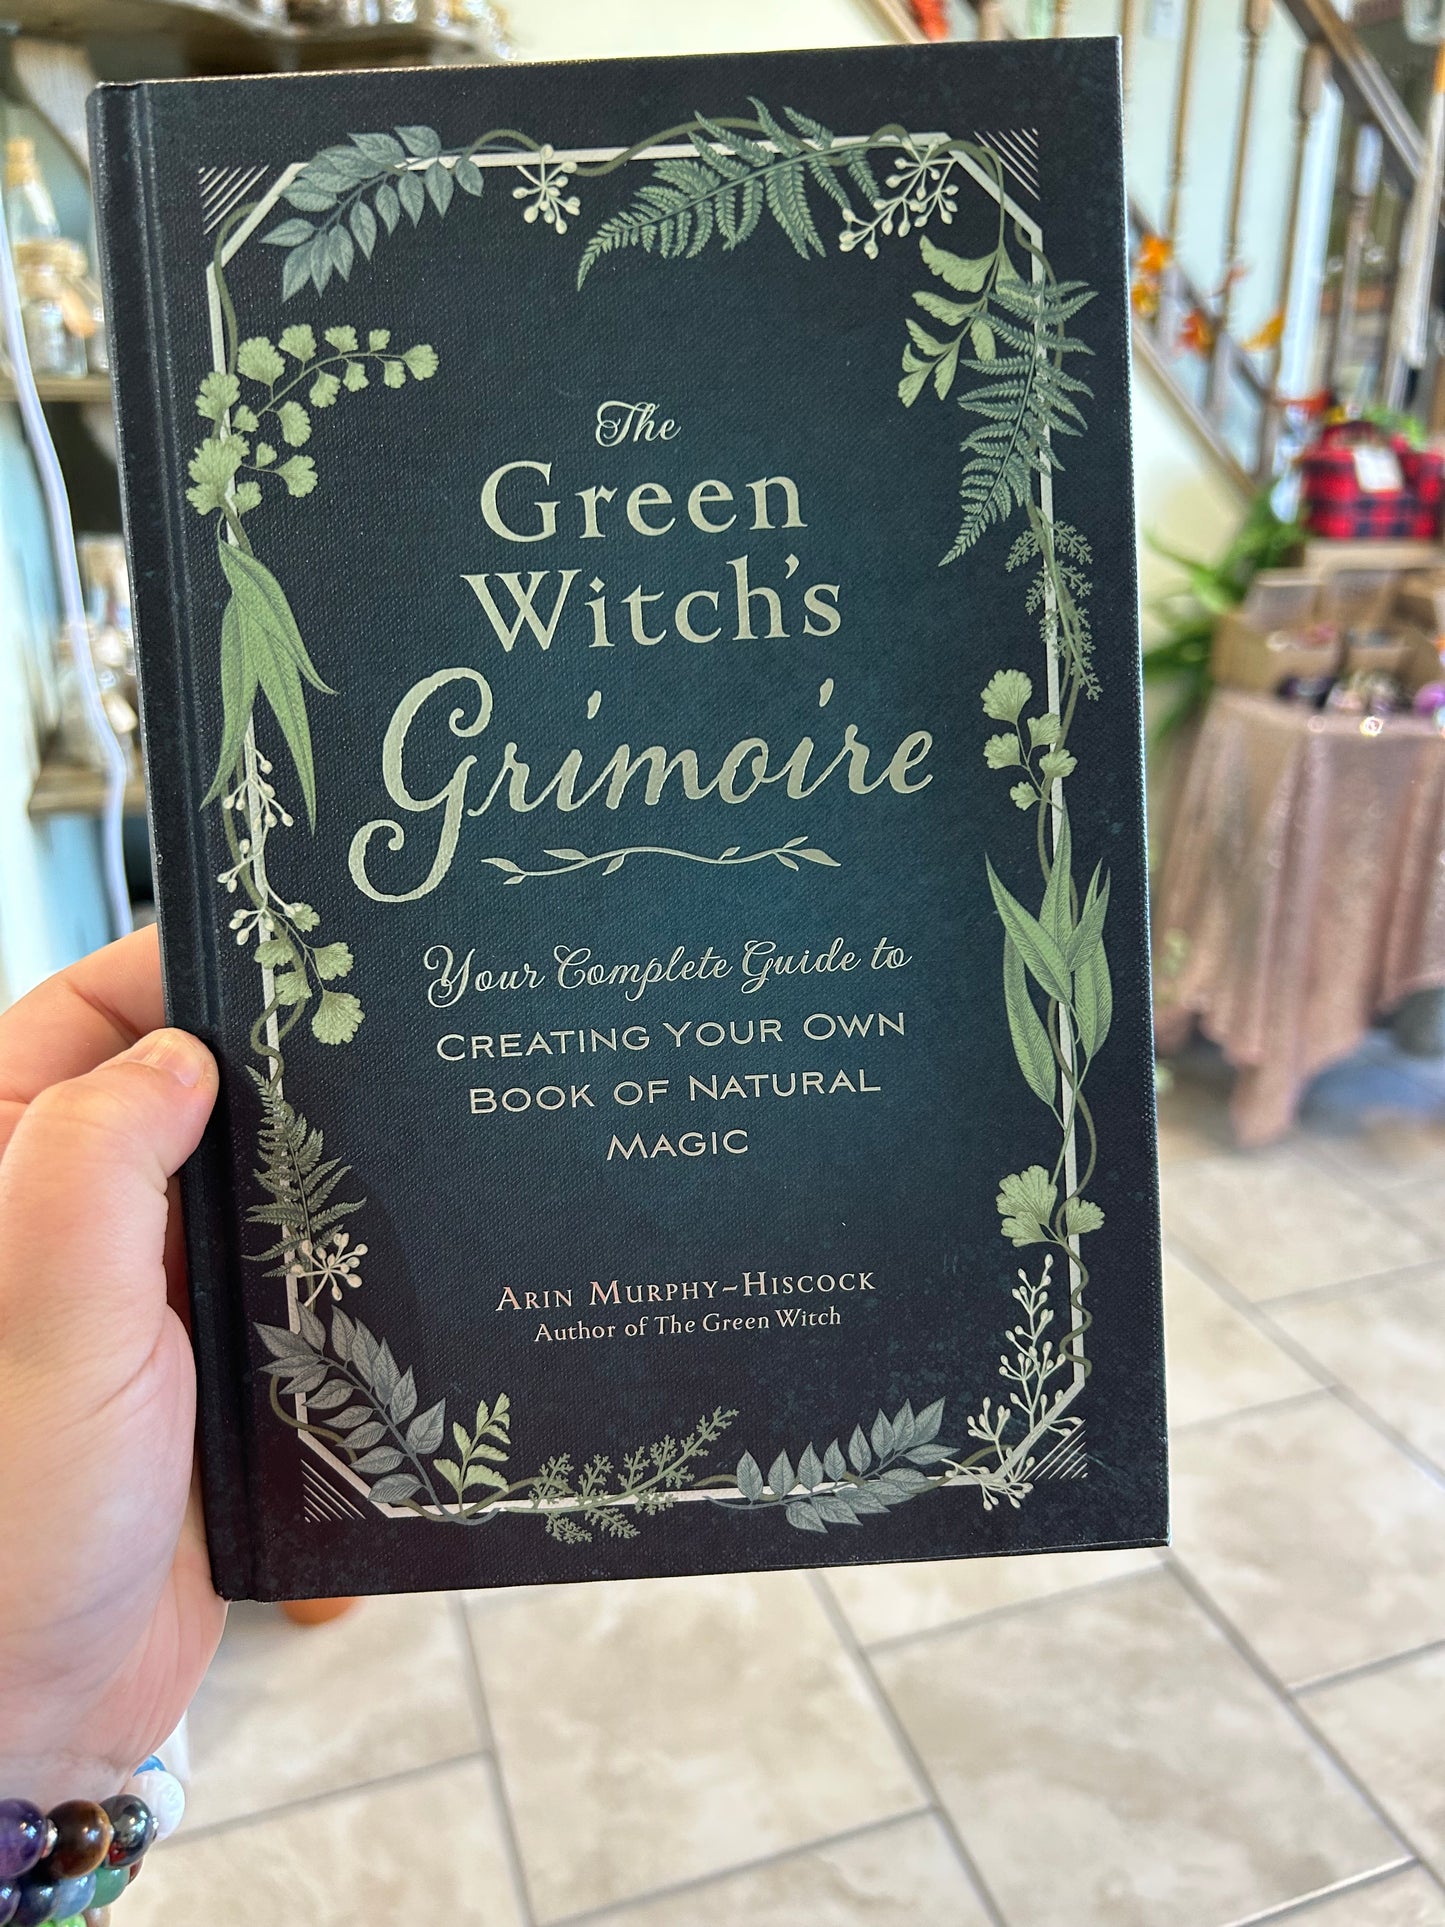 The
Green
Witch's
Grimoire
Your Complete Guide to
Creating Your Own
Book of Natural
Magic
Arin Murphy-Hiscock
Author of The Green Witch